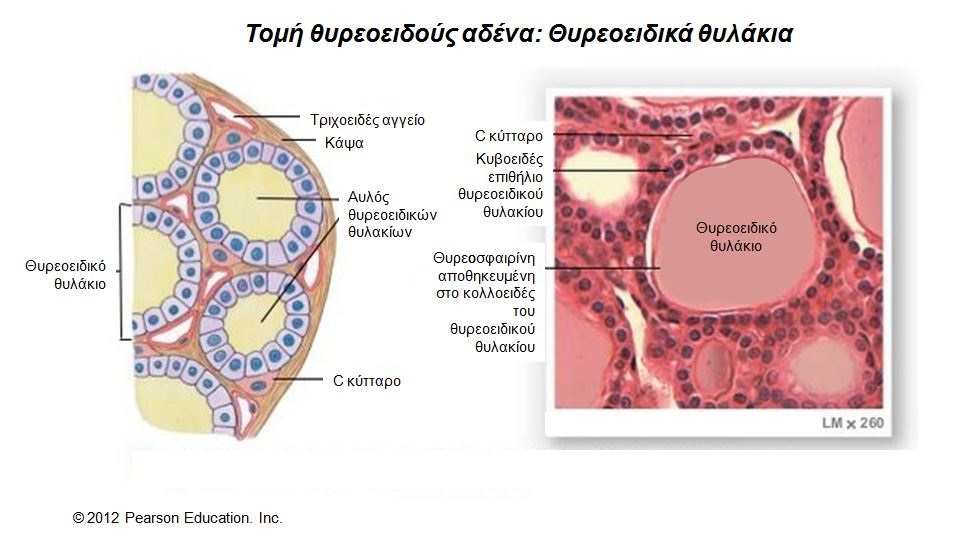 Τομή θυρεοειδούς αδένα: Θυρεοειδικά θυλάκια
Τριχοειδές αγγείο
Κάψα
Αυλός
θυρεοειδικών
θυλακίων
Θυρεοειδικό
θυλάκιο
C κύτταρο
C κύτταρο
Κυβοειδές
επιθήλιο
θυρεοειδικού
θυλακίου
Θυρεοσφαιρίνη
αποθηκευμένη
στο κολλοειδές
του
θυρεοειδικού
θυλακίου
Θυρεοειδικό
θυλάκιο
LM x 260
© 2012 Pearson Education. Inc.